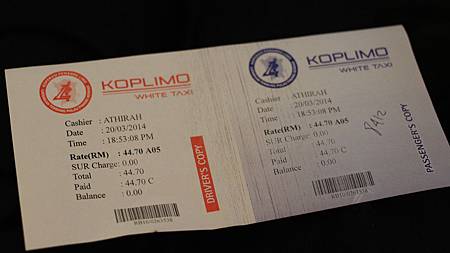 KOPLIMO
WHITE TAXI
Cashier : ATHIRAH
Date : 20/03/2014
Time : 18:53:08 PM
Rate(RM) : 44.70 A05
SUR Charge: 0.00
Total : 44.70
Paid : 44.70 C
Balance : 0.00
DRIVER'S COPY
KOPLIMO
WHITE TAXI
Cashier : ATHIRAH
Date : 20/03/2014
Time : 18:53:08 PM
Rate(RM) : 44.70 A05
SUR Charge: 0.00
Total : 44.70
Paid : 44.70 C
Balance : 0.00
PASSENGER'S COPY